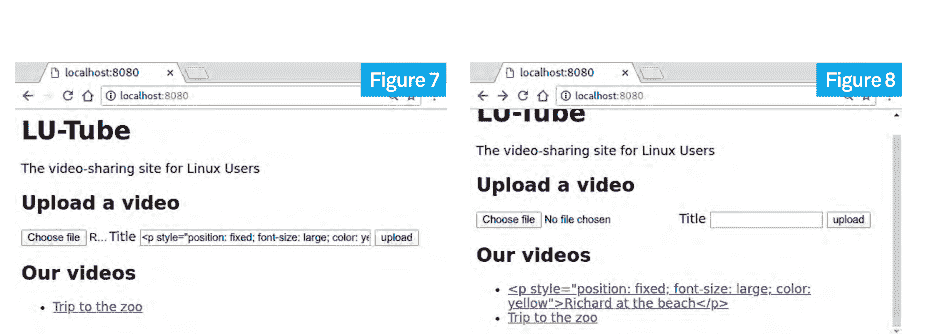 localhost:8080
Figure 7
localhost:8080
LU-Tube
The video-sharing site for Linux Users
Upload a video
Choose file R... Title <p style="position: fixed; font-size: large; color: ye upload
Our videos
Trip to the zoo
localhost:8080
Figure 8
localhost:8080
LU-Tube
The video-sharing site for Linux Users
Upload a video
Choose file No file chosen Title upload
Our videos
<p style="position: fixed; font-size: large; color:
yellow">Richard at the beach</p>
Trip to the zoo